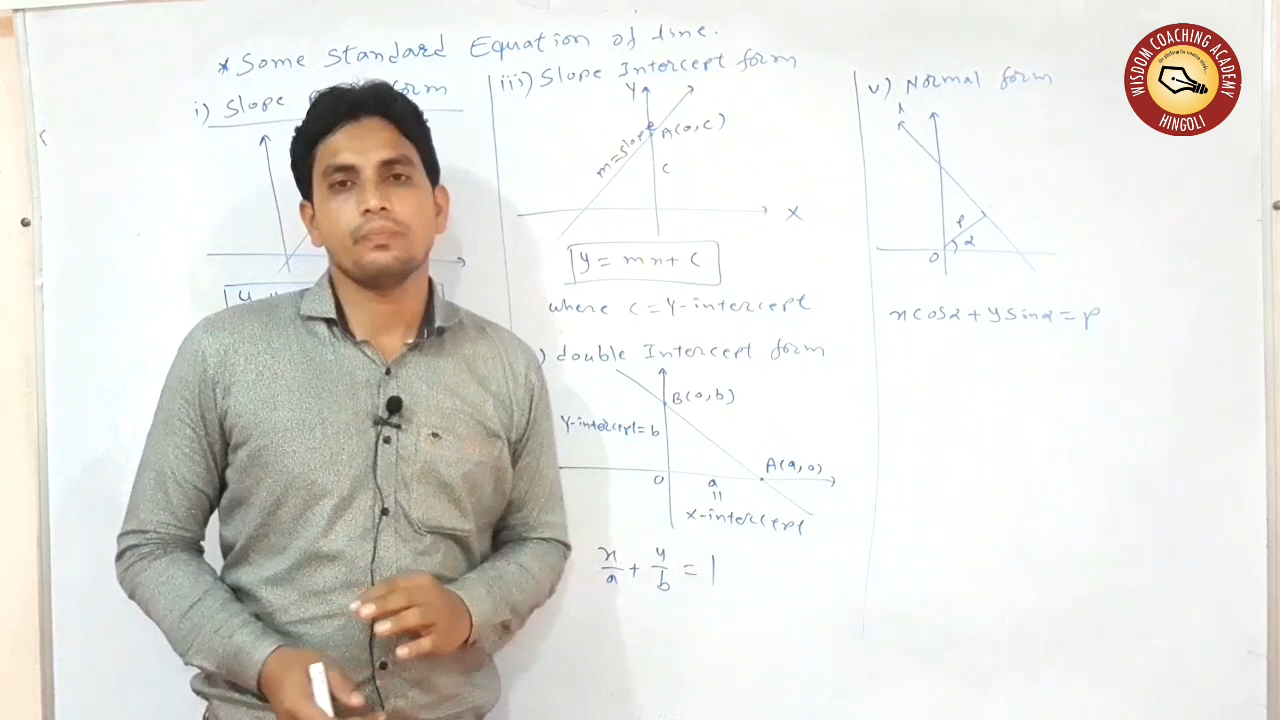 * Some Standard Equation of line.
i) Slope form
iii) Slope Intercept form
Y
A(0,c)
m=slope
c
X
y = mx + c
where c = Y-intercept
) double Intercept form
B(0,b)
Y-intercept = b
A(a,0)
0
a
=
X-intercept
x/a + y/b = 1
v) Normal form
P
α
0
x cosα + y sinα = P
WISDOM COACHING ACADEMY
HINGOLI